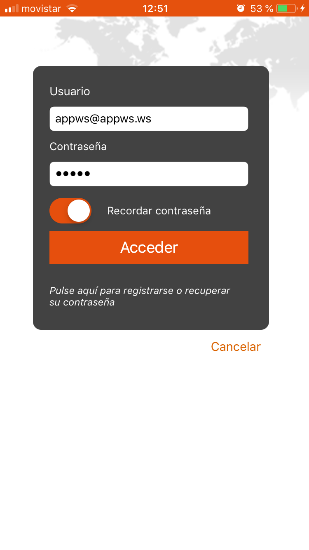 movistar 12:51 53 %
Usuario
appws@appws.ws
Contraseña
•••••
Recordar contraseña
Acceder
Pulse aquí para registrarse o recuperar
su contraseña
Cancelar